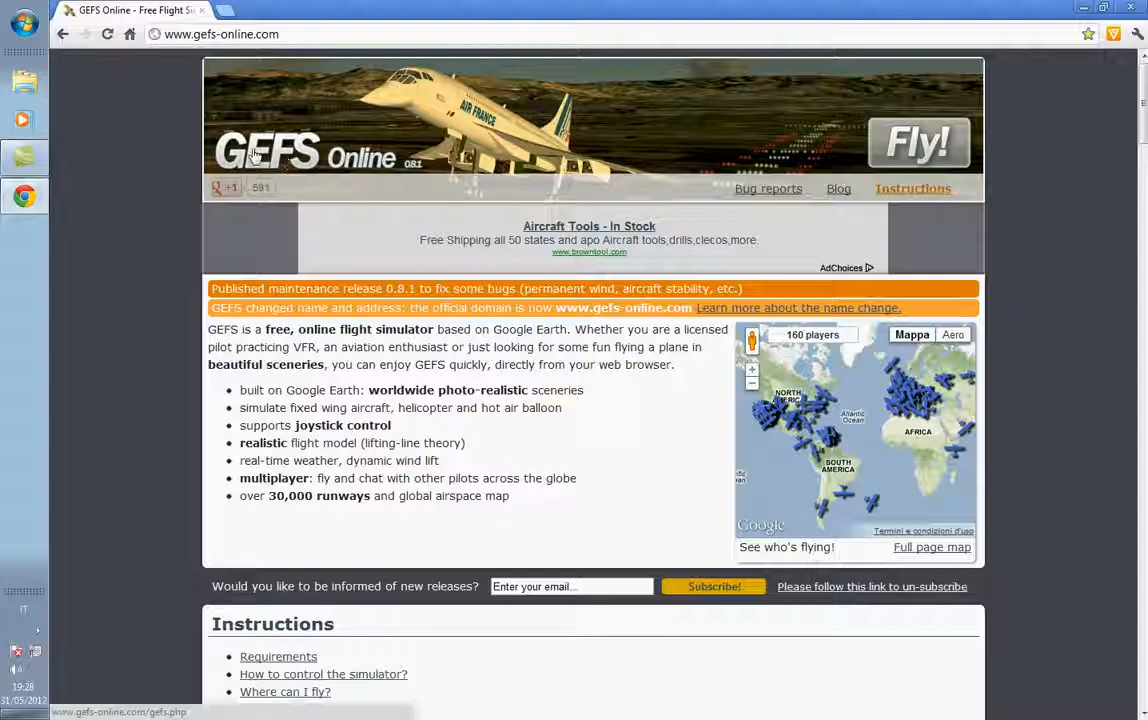 GEFS Online - Free Flight Si
www.gefs-online.com
AIR FRANCE
GEFS Online 0.8.1
Fly!
+1 591
Bug reports Blog Instructions
Aircraft Tools - In Stock
Free Shipping all 50 states and apo Aircraft tools,drills,clecos,more.
www.browntool.com
AdChoices
Published maintenance release 0.8.1 to fix some bugs (permanent wind, aircraft stability, etc.)
GEFS changed name and address: the official domain is now www.gefs-online.com Learn more about the name change.
GEFS is a free, online flight simulator based on Google Earth. Whether you are a licensed
pilot practicing VFR, an aviation enthusiast or just looking for some fun flying a plane in
beautiful sceneries, you can enjoy GEFS quickly, directly from your web browser.
• built on Google Earth: worldwide photo-realistic sceneries
• simulate fixed wing aircraft, helicopter and hot air balloon
• supports joystick control
• realistic flight model (lifting-line theory)
• real-time weather, dynamic wind lift
• multiplayer: fly and chat with other pilots across the globe
• over 30,000 runways and global airspace map
160 players
Mappa Aero
NORTH
AMERICA
Atlantic
Ocean
AFRICA
SOUTH
AMERICA
Google
Termini e condizioni d'uso
See who's flying! Full page map
Would you like to be informed of new releases? Enter your email... Subscribe! Please follow this link to un-subscribe
Instructions
• Requirements
• How to control the simulator?
• Where can I fly?
IT
19:28
31/05/2012
www.gefs-online.com/gefs.php